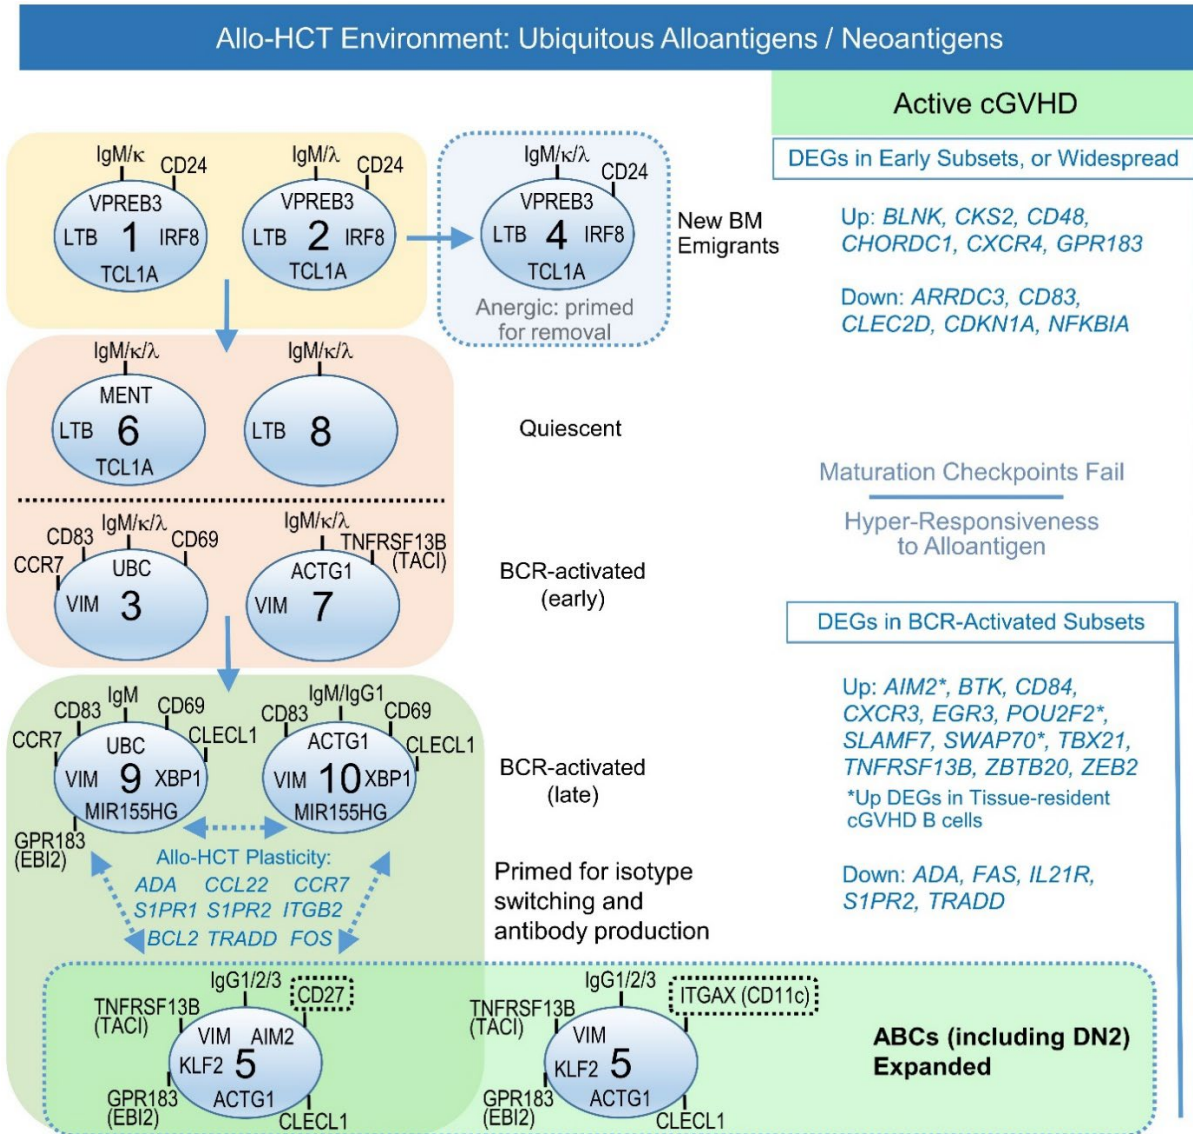 Allo-HCT Environment: Ubiquitous Alloantigens / Neoantigens
Active cGVHD
DEGs in Early Subsets, or Widespread
Up: BLNK, CKS2, CD48,
CHORDC1, CXCR4, GPR183
Down: ARRDC3, CD83,
CLEC2D, CDKN1A, NFKBIA
IgM/κ
CD24
VPREB3
LTB 1 IRF8
TCL1A
IgM/λ
CD24
VPREB3
LTB 2 IRF8
TCL1A
IgM/κ/λ
CD24
VPREB3
LTB 4 IRF8
TCL1A
Anergic: primed
for removal
New BM
Emigrants
IgM/κ/λ
MENT
LTB 6
TCL1A
IgM/κ/λ
LTB 8
Quiescent
Maturation Checkpoints Fail
Hyper-Responsiveness
to Alloantigen
IgM/κ/λ
CD83
CD69
CCR7
UBC
VIM 3
IgM/κ/λ
TNFRSF13B
(TACI)
ACTG1
VIM 7
BCR-activated
(early)
DEGs in BCR-Activated Subsets
Up: AIM2*, BTK, CD84,
CXCR3, EGR3, POU2F2*,
SLAMF7, SWAP70*, TBX21,
TNFRSF13B, ZBTB20, ZEB2
*Up DEGs in Tissue-resident
cGVHD B cells
Down: ADA, FAS, IL21R,
S1PR2, TRADD
IgM
CD83
CD69
CCR7
CLECL1
UBC
VIM 9 XBP1
MIR155HG
GPR183
(EBI2)
IgM/IgG1
CD83
CD69
CLECL1
ACTG1
VIM 10 XBP1
MIR155HG
BCR-activated
(late)
Allo-HCT Plasticity:
ADA CCL22 CCR7
S1PR1 S1PR2 ITGB2
BCL2 TRADD FOS
Primed for isotype
switching and
antibody production
IgG1/2/3
CD27
TNFRSF13B
(TACI)
VIM AIM2
KLF2 5
ACTG1
GPR183
(EBI2)
CLECL1
IgG1/2/3
ITGAX (CD11c)
TNFRSF13B
(TACI)
VIM
KLF2 5
ACTG1
GPR183
(EBI2)
CLECL1
ABCs (including DN2)
Expanded